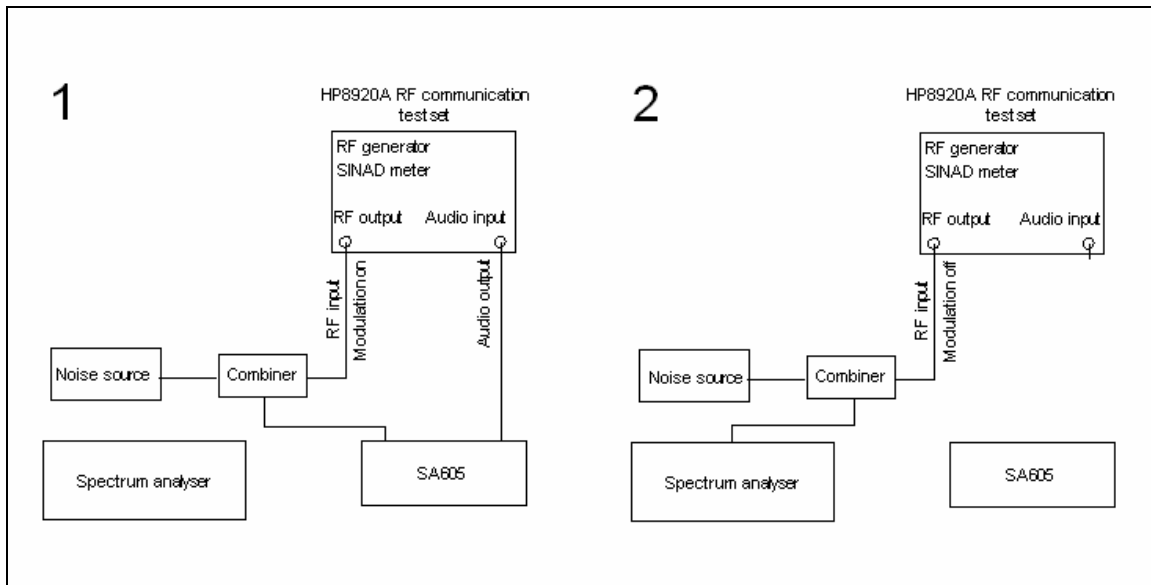 1
HP8920A RF communication
test set
RF generator
SINAD meter
RF output
Audio input
RF input
Modulation on
Audio output
Noise source
Combiner
Spectrum analyser
SA605
2
HP8920A RF communication
test set
RF generator
SINAD meter
RF output
Audio input
RF input
Modulation off
Noise source
Combiner
Spectrum analyser
SA605